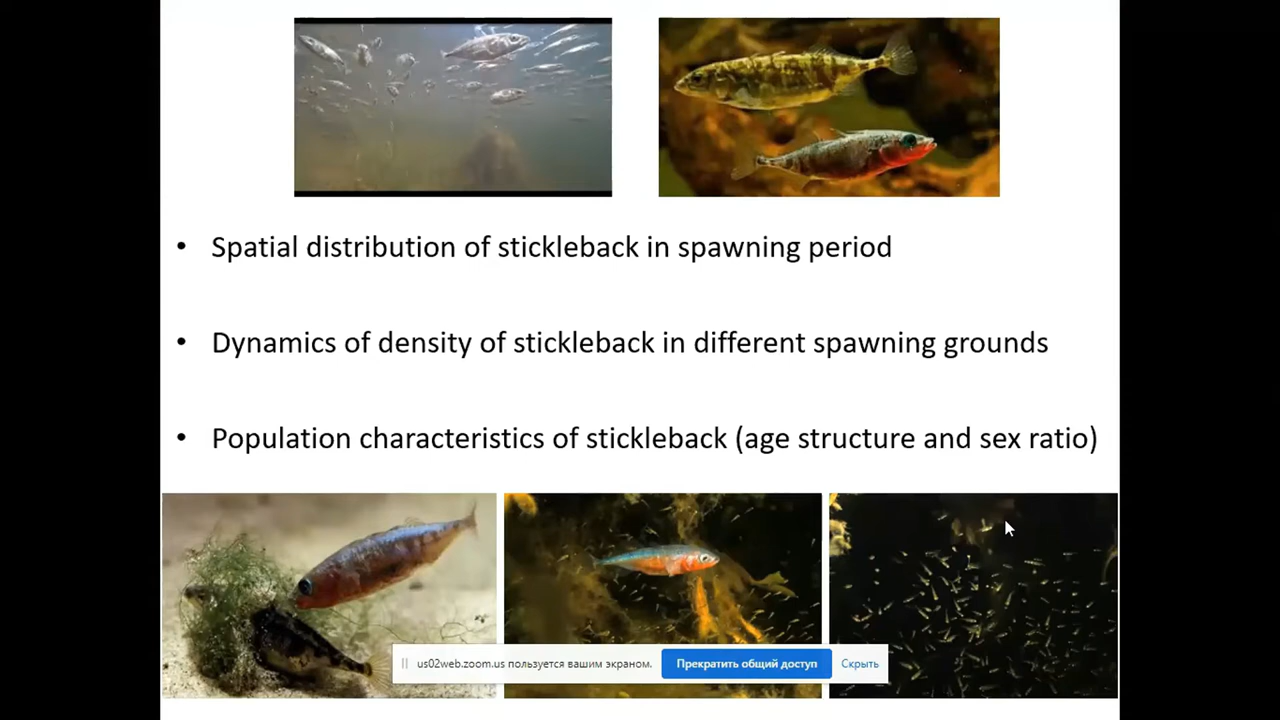 • Spatial distribution of stickleback in spawning period
• Dynamics of density of stickleback in different spawning grounds
• Population characteristics of stickleback (age structure and sex ratio)
us02web.zoom.us пользуется вашим экраном. Прекратить общий доступ Скрыть